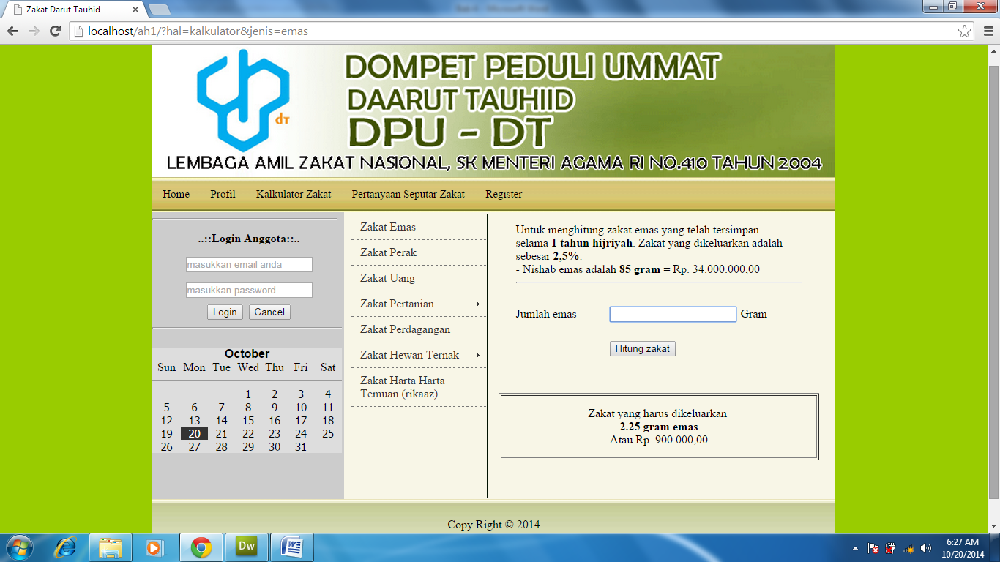 Zakat Darut Tauhid
localhost/ah1/?hal=kalkulator&jenis=emas
dt
DOMPET PEDULI UMMAT
DAARUT TAUHIID
DPU - DT
LEMBAGA AMIL ZAKAT NASIONAL, SK MENTERI AGAMA RI NO.410 TAHUN 2004
Home Profil Kalkulator Zakat Pertanyaan Seputar Zakat Register
..::Login Anggota::..
masukkan email anda
masukkan password
Login Cancel
October
Sun Mon Tue Wed Thu Fri Sat
1 2 3 4
5 6 7 8 9 10 11
12 13 14 15 16 17 18
19 20 21 22 23 24 25
26 27 28 29 30 31
Zakat Emas
Zakat Perak
Zakat Uang
Zakat Pertanian
Zakat Perdagangan
Zakat Hewan Ternak
Zakat Harta Harta
Temuan (rikaaz)
Untuk menghitung zakat emas yang telah tersimpan
selama 1 tahun hijriyah. Zakat yang dikeluarkan adalah
sebesar 2,5%.
- Nishab emas adalah 85 gram = Rp. 34.000.000,00
Jumlah emas Gram
Hitung zakat
Zakat yang harus dikeluarkan
2.25 gram emas
Atau Rp. 900.000,00
Copy Right © 2014
Dw
6:27 AM
10/20/2014